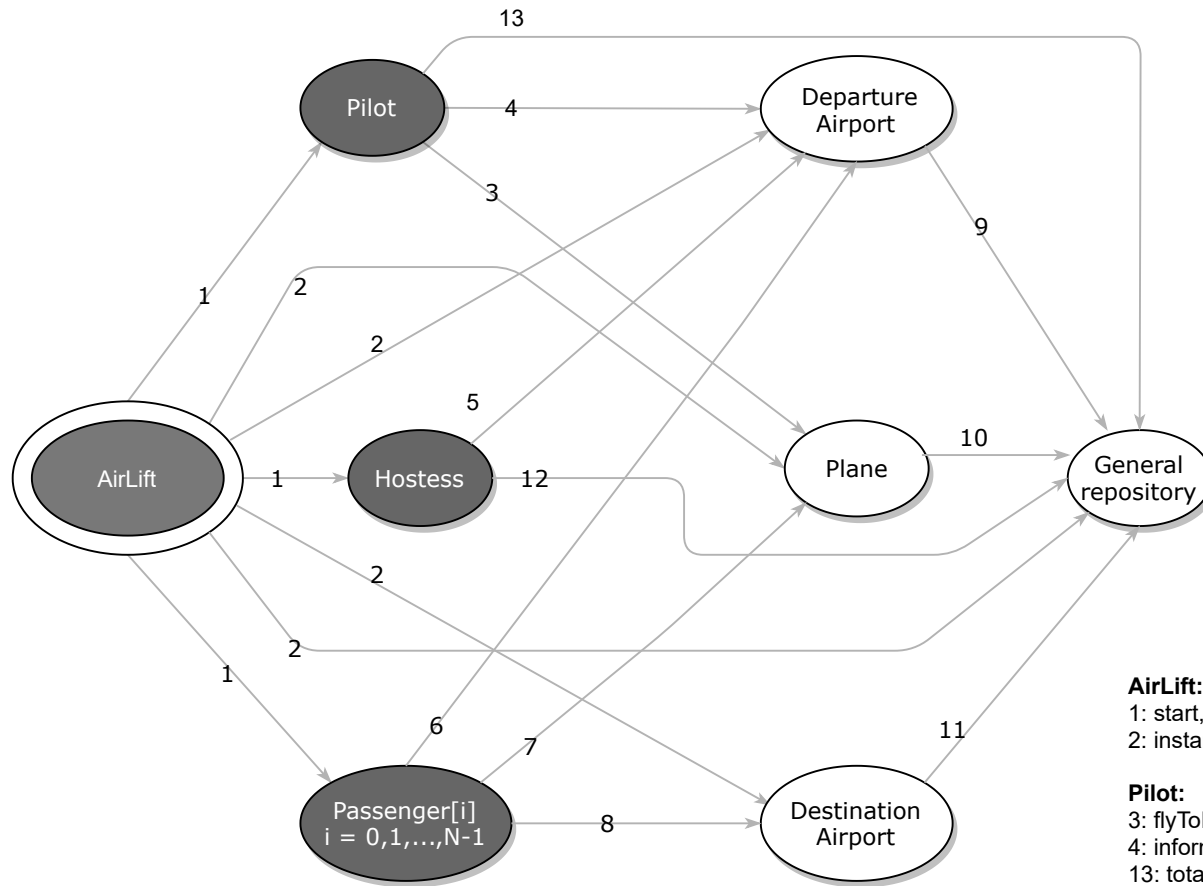 13
Pilot
4
Departure
Airport
3
9
1
2
2
5
10
AirLift
1
Hostess
12
Plane
General
repository
2
2
1
6
7
11
Passenger[i]
i = 0,1,...,N-1
8
Destination
Airport
AirLift:
1: start,
2: insta
Pilot:
3: flyTo
4: infor
13: tota